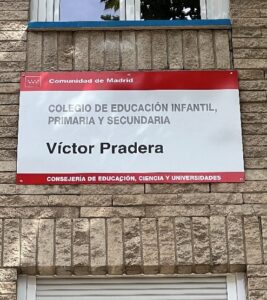 Comunidad de Madrid
COLEGIO DE EDUCACIÓN INFANTIL,
PRIMARIA Y SECUNDARIA
Víctor Pradera
CONSEJERÍA DE EDUCACIÓN, CIENCIA Y UNIVERSIDADES